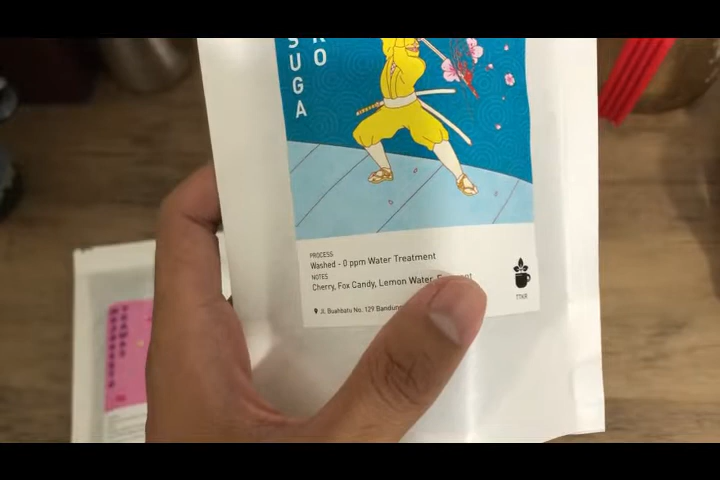 SUGA
RO
PROCESS
Washed - 0 ppm Water Treatment
NOTES
Cherry, Fox Candy, Lemon Water,
Jl. Buahbatu No. 129 Bandung
TTKR